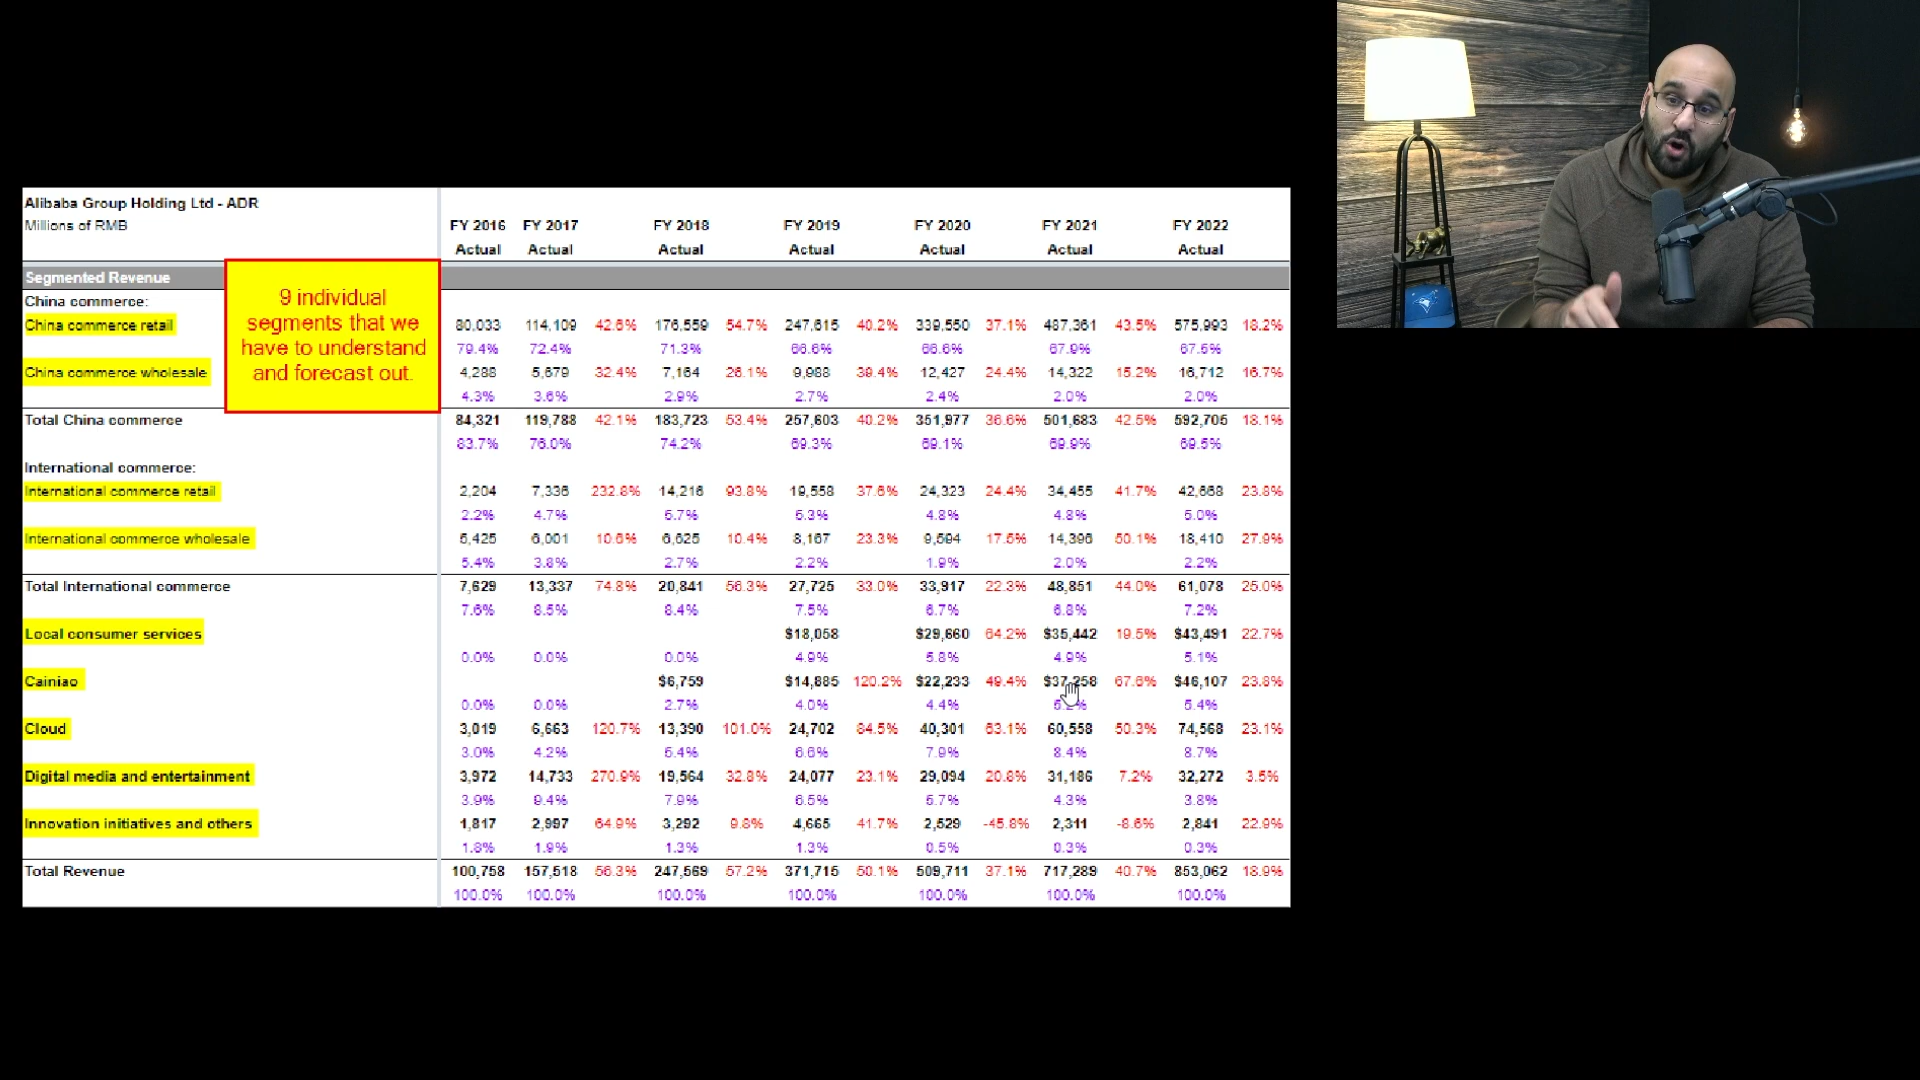 Alibaba Group Holding Ltd - ADR
Millions of RMB FY 2016 FY 2017 FY 2018 FY 2019 FY 2020 FY 2021 FY 2022
Actual Actual Actual Actual Actual Actual Actual
Segmented Revenue
9 individual
segments that we
have to understand
and forecast out.
China commerce:
China commerce retail 80,033 114,109 42.6% 176,559 54.7% 247,615 40.2% 339,550 37.1% 487,361 43.5% 575,993 18.2%
79.4% 72.4% 71.3% 66.6% 66.6% 67.9% 67.5%
China commerce wholesale 4,288 5,679 32.4% 7,164 26.1% 9,988 39.4% 12,427 24.4% 14,322 15.2% 16,712 16.7%
4.3% 3.6% 2.9% 2.7% 2.4% 2.0% 2.0%
Total China commerce 84,321 119,788 42.1% 183,723 53.4% 257,603 40.2% 351,977 36.6% 501,683 42.5% 592,705 18.1%
83.7% 76.0% 74.2% 69.3% 69.1% 69.9% 69.5%
International commerce:
International commerce retail 2,204 7,336 232.8% 14,216 93.8% 19,558 37.6% 24,323 24.4% 34,455 41.7% 42,668 23.8%
2.2% 4.7% 5.7% 5.3% 4.8% 4.8% 5.0%
International commerce wholesale 5,425 6,001 10.6% 6,625 10.4% 8,167 23.3% 9,594 17.5% 14,396 50.1% 18,410 27.9%
5.4% 3.8% 2.7% 2.2% 1.9% 2.0% 2.2%
Total International commerce 7,629 13,337 74.8% 20,841 56.3% 27,725 33.0% 33,917 22.3% 48,851 44.0% 61,078 25.0%
7.6% 8.5% 8.4% 7.5% 6.7% 6.8% 7.2%
Local consumer services $18,058 $29,660 64.2% $35,442 19.5% $43,491 22.7%
0.0% 0.0% 0.0% 4.9% 5.8% 4.9% 5.1%
Cainiao $6,759 $14,885 120.2% $22,233 49.4% $37,258 67.6% $46,107 23.8%
0.0% 0.0% 2.7% 4.0% 4.4% 5.2% 5.4%
Cloud 3,019 6,663 120.7% 13,390 101.0% 24,702 84.5% 40,301 63.1% 60,558 50.3% 74,568 23.1%
3.0% 4.2% 5.4% 6.6% 7.9% 8.4% 8.7%
Digital media and entertainment 3,972 14,733 270.9% 19,564 32.8% 24,077 23.1% 29,094 20.8% 31,186 7.2% 32,272 3.5%
3.9% 9.4% 7.9% 6.5% 5.7% 4.3% 3.8%
Innovation initiatives and others 1,817 2,997 64.9% 3,292 9.8% 4,665 41.7% 2,529 -45.8% 2,311 -8.6% 2,841 22.9%
1.8% 1.9% 1.3% 1.3% 0.5% 0.3% 0.3%
Total Revenue 100,758 157,518 56.3% 247,569 57.2% 371,715 50.1% 509,711 37.1% 717,289 40.7% 853,062 18.9%
100.0% 100.0% 100.0% 100.0% 100.0% 100.0% 100.0%